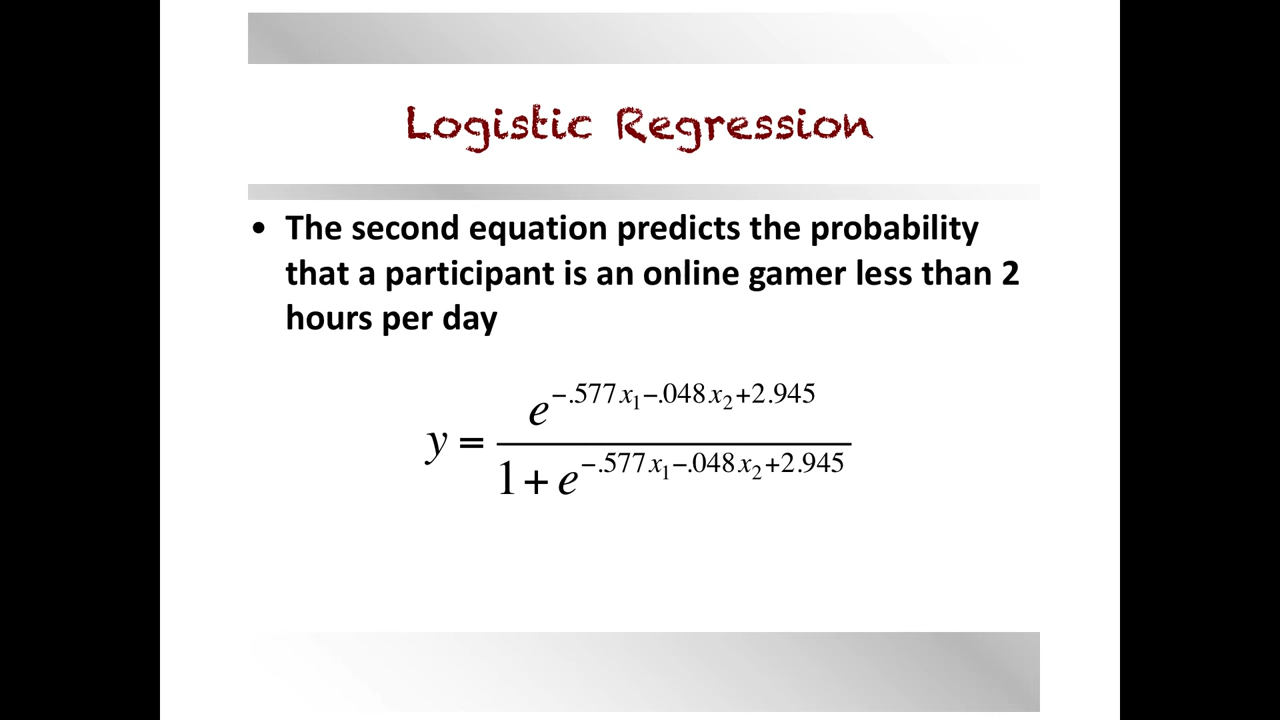 Logistic Regression
• The second equation predicts the probability
that a participant is an online gamer less than 2
hours per day
y = e^{−.577x₁−.048x₂+2.945} / 1 + e^{−.577x₁−.048x₂+2.945}